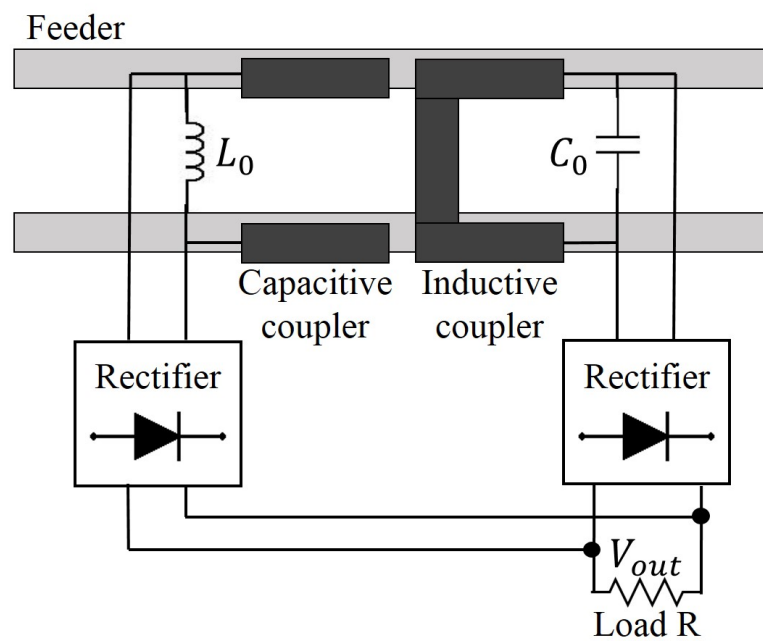 Feeder
L₀
C₀
Capacitive
coupler
Inductive
coupler
Rectifier
Rectifier
Vₒᵤₜ
Load R